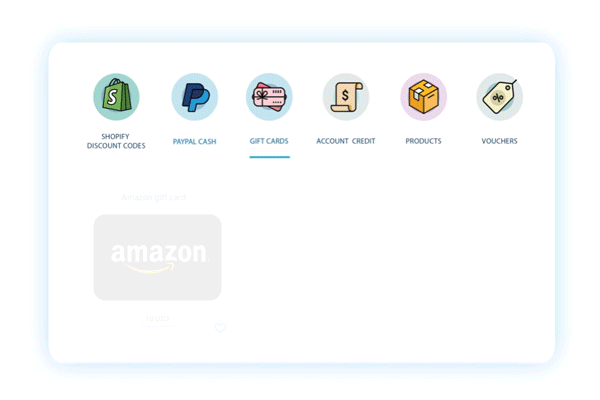 SHOPIFY
DISCOUNT CODES
PAYPAL CASH
GIFT CARDS
ACCOUNT CREDIT
PRODUCTS
VOUCHERS
Amazon gift card
amazon